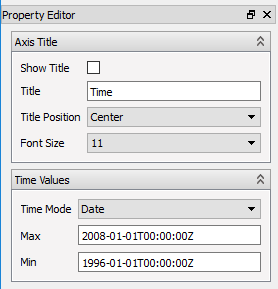 Property Editor
Axis Title
Show Title
Title Time
Title Position Center
Font Size 11
Time Values
Time Mode Date
Max 2008-01-01T00:00:00Z
Min 1996-01-01T00:00:00Z